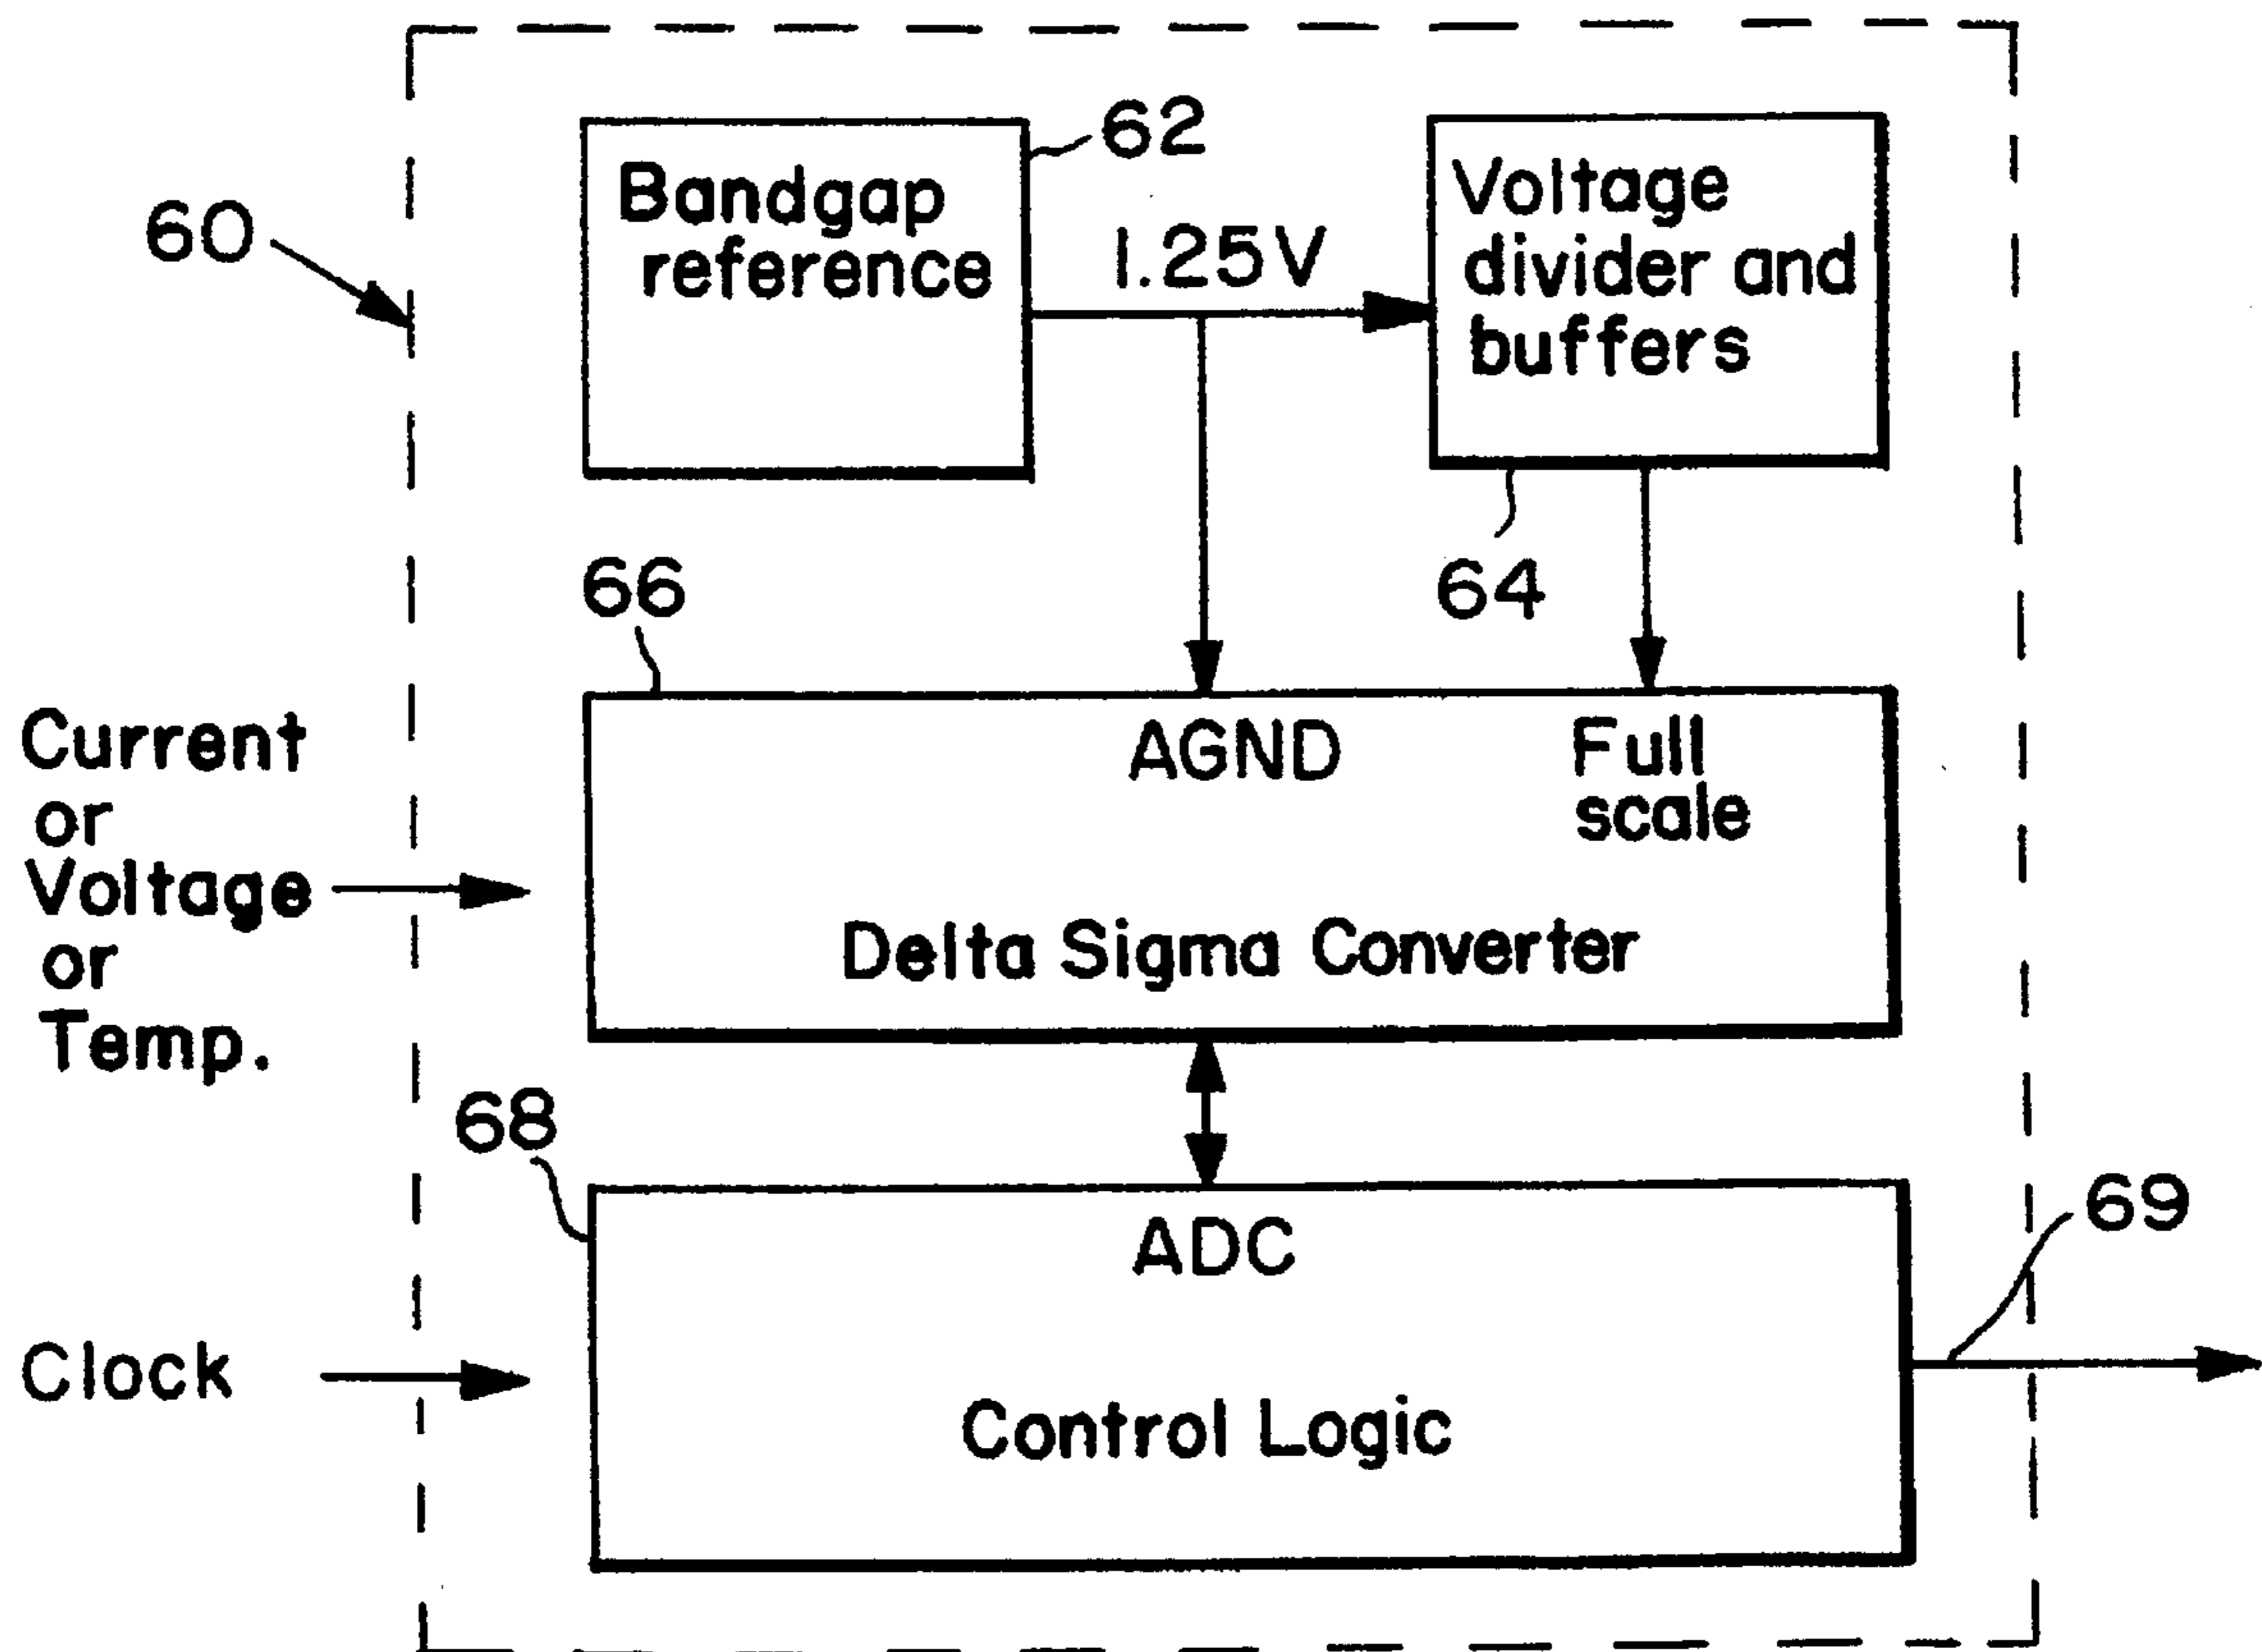 60
Bandgap
reference
62
1.25V
Voltage
divider and
buffers
64
66
Current
or
Voltage
or
Temp.
AGND
Full
scale
Delta Sigma Converter
68
ADC
69
Clock
Control Logic